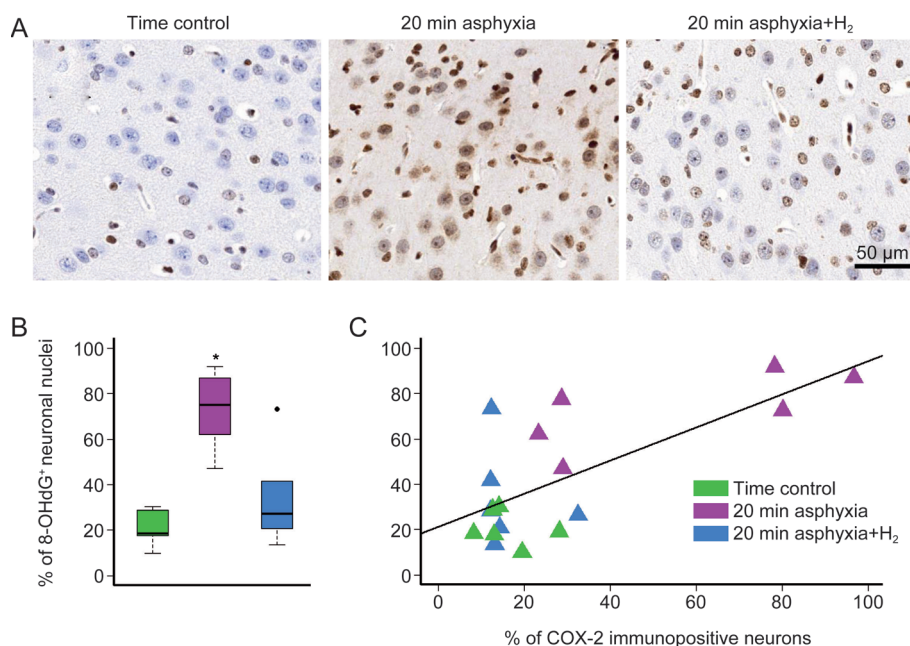 A
Time control
20 min asphyxia
20 min asphyxia+H₂
50 µm
B
% of 8-OHdG⁺ neuronal nuclei
100
80
60
40
20
0
*
C
100
80
60
40
20
0
Time control
20 min asphyxia
20 min asphyxia+H₂
0 20 40 60 80 100
% of COX-2 immunopositive neurons